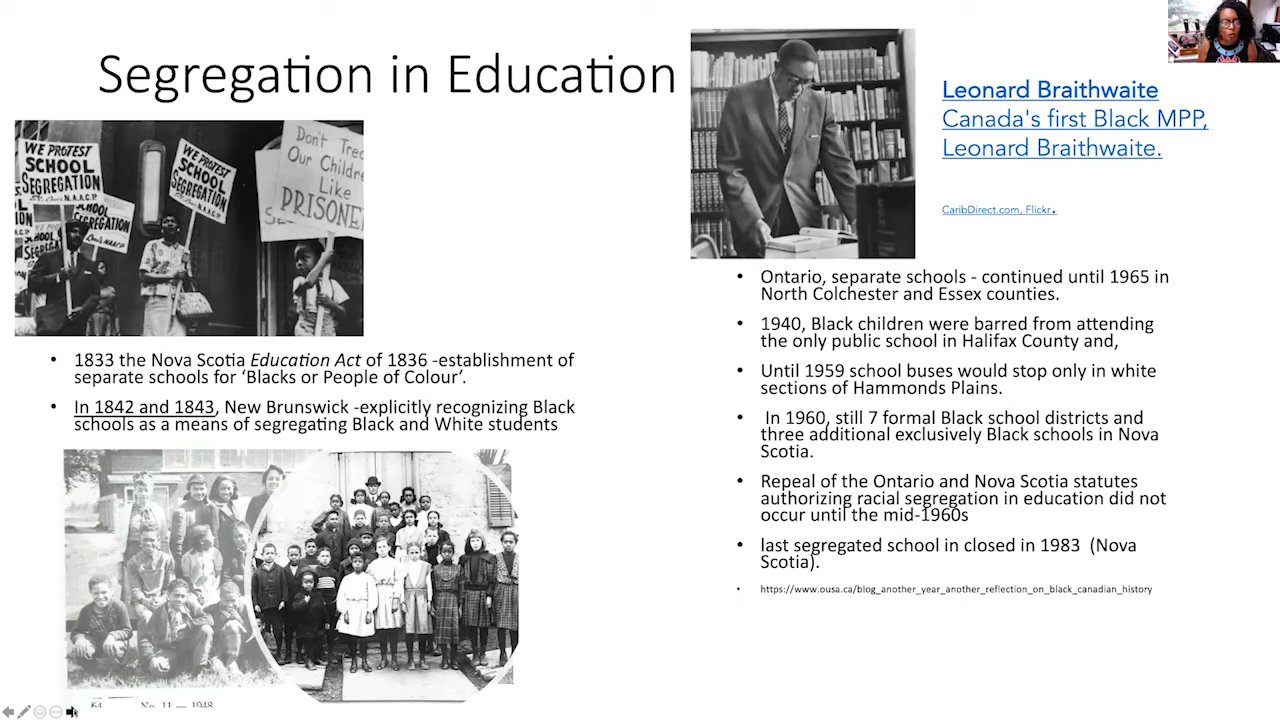 Segregation in Education
WE PROTEST
SCHOOL
SEGREGATION
N.A.A.C.P.
SCHOOL
SEGREGATION
NAACP
WE PROTEST
SCHOOL
SEGREGATION
N.A.A.C.P.
Don't Trea
Our Childre
Like
PRISONE
• 1833 the Nova Scotia Education Act of 1836 -establishment of
separate schools for ‘Blacks or People of Colour’.
• In 1842 and 1843, New Brunswick -explicitly recognizing Black
schools as a means of segregating Black and White students
No. 11 — 1948
Leonard Braithwaite
Canada's first Black MPP,
Leonard Braithwaite.
CaribDirect.com, Flickr.
• Ontario, separate schools - continued until 1965 in
North Colchester and Essex counties.
• 1940, Black children were barred from attending
the only public school in Halifax County and,
• Until 1959 school buses would stop only in white
sections of Hammonds Plains.
• In 1960, still 7 formal Black school districts and
three additional exclusively Black schools in Nova
Scotia.
• Repeal of the Ontario and Nova Scotia statutes
authorizing racial segregation in education did not
occur until the mid-1960s
• last segregated school in closed in 1983 (Nova
Scotia).
• https://www.ousa.ca/blog_another_year_another_reflection_on_black_canadian_history